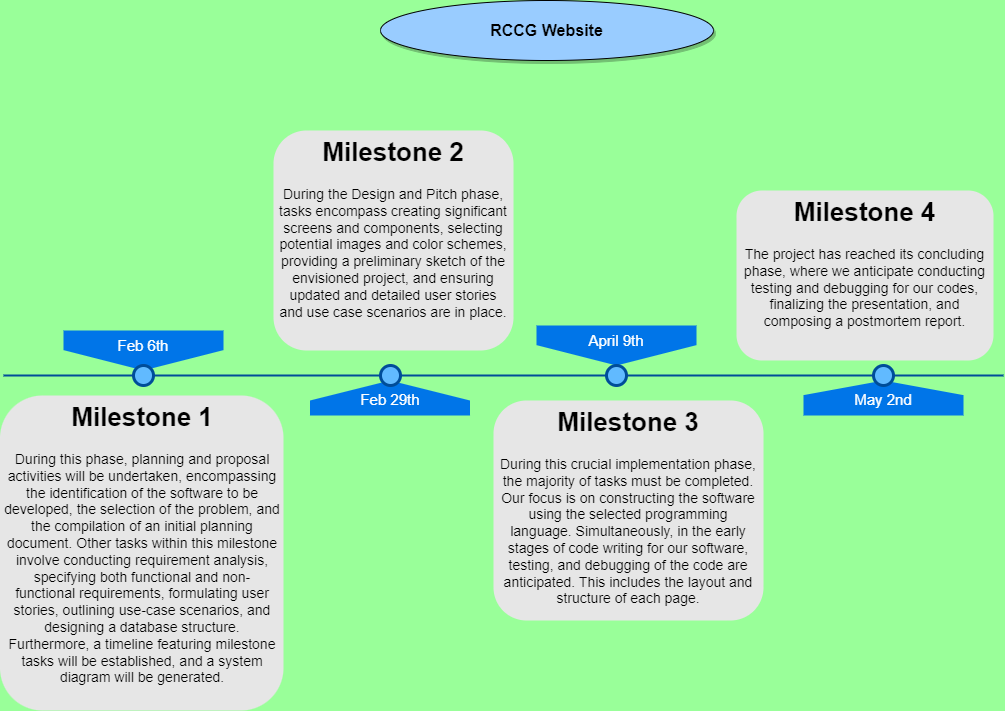 RCCG Website
Milestone 2
During the Design and Pitch phase,
tasks encompass creating significant
screens and components, selecting
potential images and color schemes,
providing a preliminary sketch of the
envisioned project, and ensuring
updated and detailed user stories
and use case scenarios are in place.
Milestone 4
The project has reached its concluding
phase, where we anticipate conducting
testing and debugging for our codes,
finalizing the presentation, and
composing a postmortem report.
Feb 6th
April 9th
Feb 29th
May 2nd
Milestone 1
During this phase, planning and proposal
activities will be undertaken, encompassing
the identification of the software to be
developed, the selection of the problem, and
the compilation of an initial planning
document. Other tasks within this milestone
involve conducting requirement analysis,
specifying both functional and non-
functional requirements, formulating user
stories, outlining use-case scenarios, and
designing a database structure.
Furthermore, a timeline featuring milestone
tasks will be established, and a system
diagram will be generated.
Milestone 3
During this crucial implementation phase,
the majority of tasks must be completed.
Our focus is on constructing the software
using the selected programming
language. Simultaneously, in the early
stages of code writing for our software,
testing, and debugging of the code are
anticipated. This includes the layout and
structure of each page.